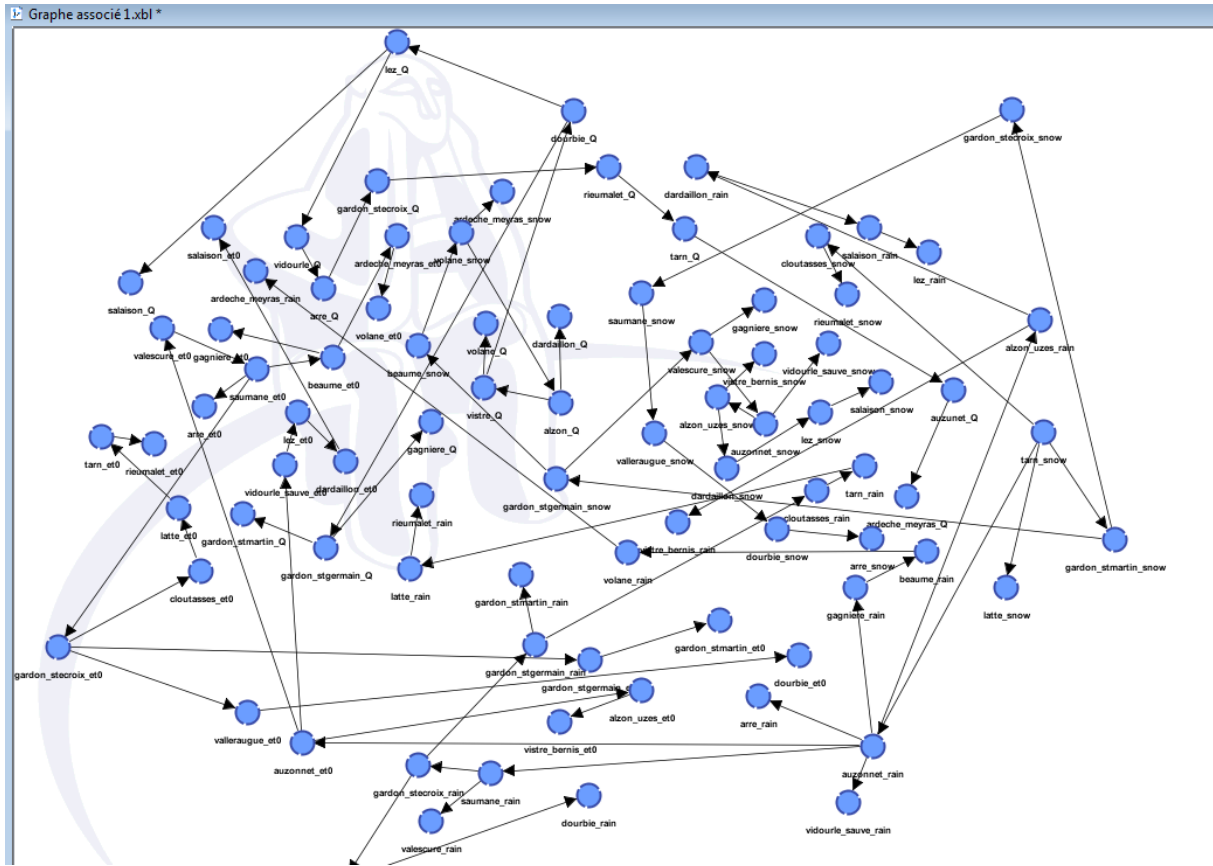 Graphe associé 1.xbl *
lez_Q
dourbie_Q
gardon_stecroix_snow
rieumalet_Q
dardaillon_rain
gardon_stecroix_Q
ardeche_meyras_snow
salaison_et0
vidourle_Q
ardeche_meyras_et0
volane_snow
tarn_Q
cloutasses_snow
salaison_rain
lez_rain
salaison_Q
ardeche_meyras_rain
arre_Q
volane_et0
saumane_snow
gagniere_snow
rieumalet_snow
alzon_uzes_rain
valescure_et0
gagniere_et0
beaume_et0
beaume_snow
volane_Q
dardaillon_Q
valescure_snow
vistre_bernis_snow
vidourle_sauve_snow
saumane_et0
arre_et0
vistre_Q
alzon_Q
alzon_uzes_snow
auzonnet_snow
lez_snow
salaison_snow
auzunet_Q
tarn_et0
rieumalet_et0
lez_et0
vidourle_sauve_et0
dardaillon_et0
gagniere_Q
valleraugue_snow
dardaillon_snow
tarn_snow
gardon_stgermain_snow
tarn_rain
cloutasses_rain
ardeche_meyras_Q
latte_et0
gardon_stmartin_Q
gardon_stgermain_Q
rieumalet_rain
vistre_bernis_rain
dourbie_snow
arre_snow
beaume_rain
gardon_stmartin_snow
cloutasses_et0
latte_rain
volane_rain
gardon_stmartin_rain
gagniere_rain
latte_snow
gardon_stecroix_et0
gardon_stgermain_rain
gardon_stmartin_et0
gardon_stgermain_e
dourbie_et0
valleraugue_et0
alzon_uzes_et0
arre_rain
auzonnet_et0
vistre_bernis_et0
auzonnet_rain
gardon_stecroix_rain
saumane_rain
valescure_rain
dourbie_rain
vidourle_sauve_rain